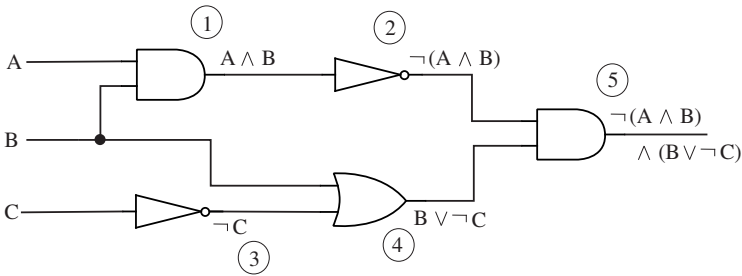 1
2
A
A ∧ B
¬(A ∧ B)
5
B
¬(A ∧ B)
∧ (B ∨ ¬ C)
C
¬ C
B ∨ ¬ C
3
4